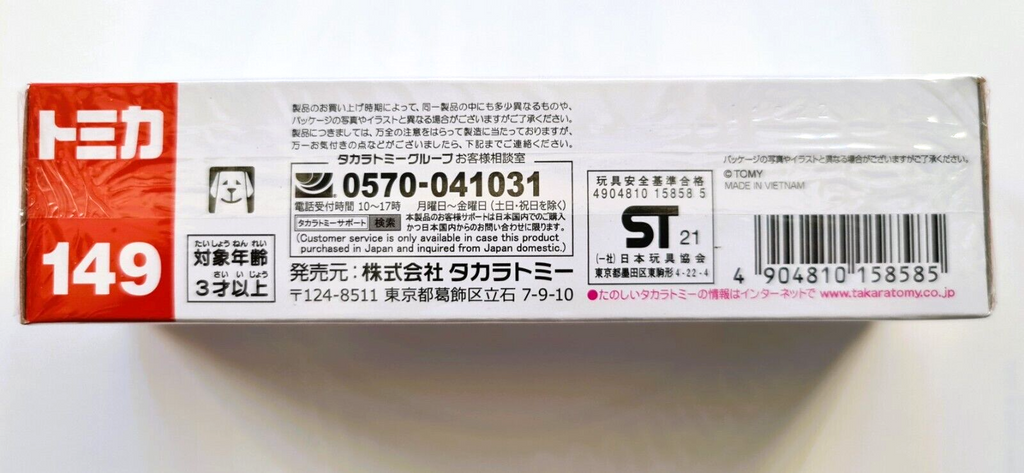 トミカ
149
たいしょうねんれい
対象年齢
さいいじょう
3才以上
製品のお買い上げ時期によって、同一製品の中にも多少異なるものや、
パッケージの写真やイラストと異なる場合がございますがご了承ください。
製品につきましては、万全の注意をはらって製造に当たっておりますが、
万一お気付きの点などがございましたら、下記までご連絡ください。
タカラトミーグループ お客様相談室
0570-041031
電話受付時間 10～17時 月曜日～金曜日(土日・祝日を除く)
タカラトミーサポート 検索
本製品のお客様サポートは日本国内でのご購入
かつ日本国内からのお問い合わせに限ります。
(Customer service is only available in case this product
purchased in Japan and inquired from Japan domestic.)
発売元:株式会社 タカラトミー
〒124-8511 東京都葛飾区立石 7-9-10
玩具安全基準合格
4904810 15858 5
ST 21
(一社)日本玩具協会
東京都墨田区東駒形 4-22-4
●たのしいタカラトミーの情報はインターネットで www.takaratomy.co.jp
パッケージの写真やイラストと異なる場合がございますがご了承ください。
© TOMY
MADE IN VIETNAM
4 904810 158585